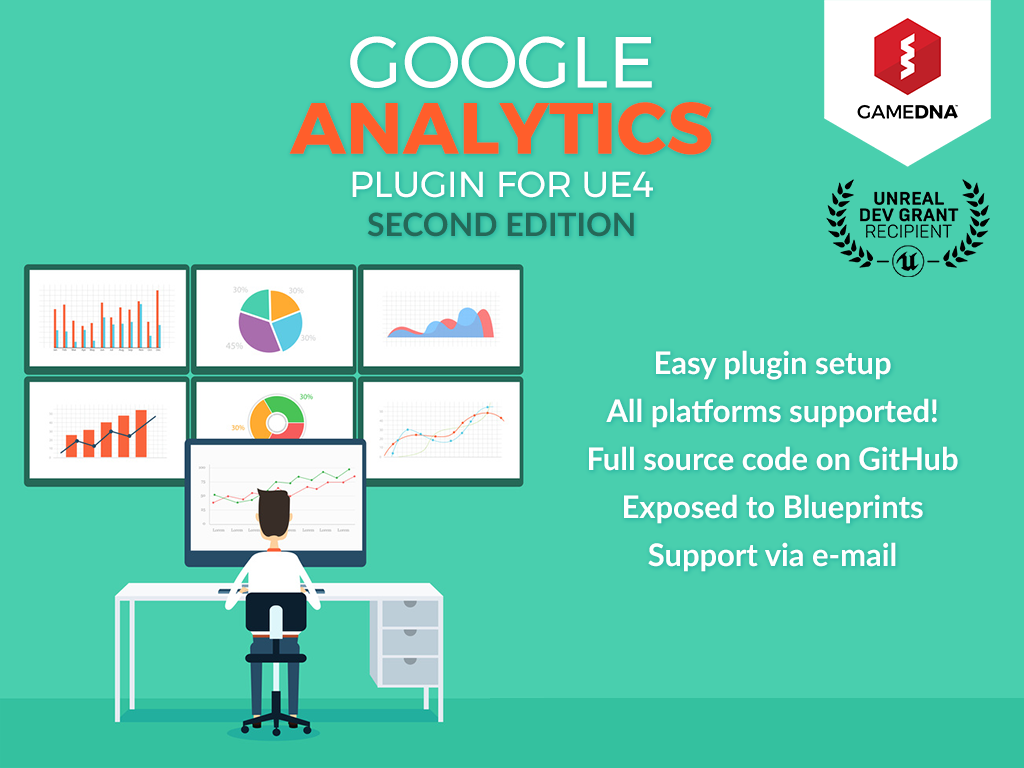 GOOGLE
ANALYTICS
PLUGIN FOR UE4
SECOND EDITION
GAMEDNA
UNREAL
DEV GRANT
RECIPIENT
30%
30%
30%
45%
30%
30%
Easy plugin setup
All platforms supported!
Full source code on GitHub
Exposed to Blueprints
Support via e-mail